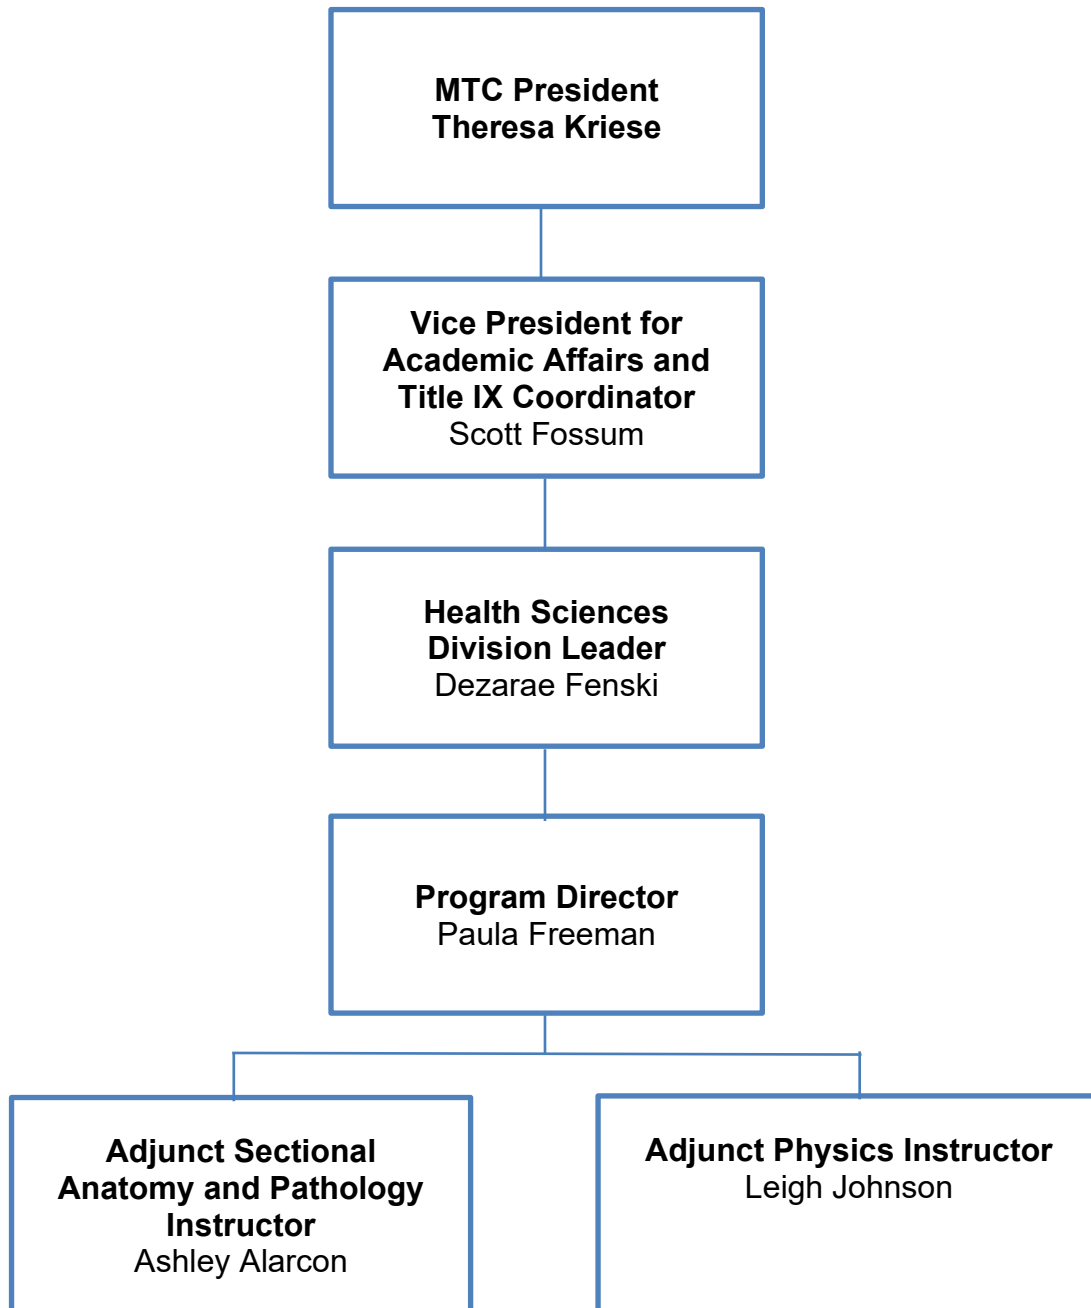 MTC President
Theresa Kriese
Vice President for
Academic Affairs and
Title IX Coordinator
Scott Fossum
Health Sciences
Division Leader
Dezarae Fenski
Program Director
Paula Freeman
Adjunct Sectional
Anatomy and Pathology
Instructor
Ashley Alarcon
Adjunct Physics Instructor
Leigh Johnson